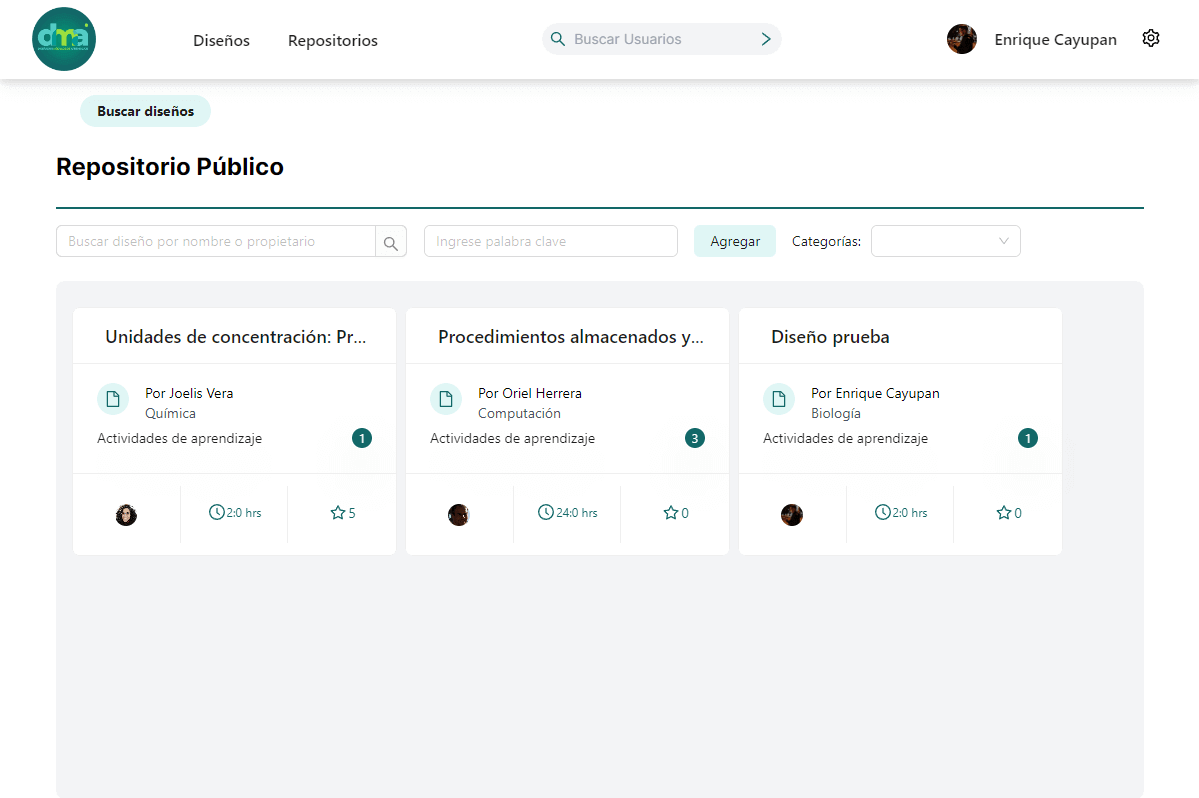 dma
Diseños
Repositorios
Buscar Usuarios
Enrique Cayupan
Buscar diseños
Repositorio Público
Buscar diseño por nombre o propietario
Ingrese palabra clave
Agregar
Categorías:
Unidades de concentración: Pr...
Por Joelis Vera
Química
Actividades de aprendizaje
1
2:0 hrs
5
Procedimientos almacenados y...
Por Oriel Herrera
Computación
Actividades de aprendizaje
3
24:0 hrs
0
Diseño prueba
Por Enrique Cayupan
Biología
Actividades de aprendizaje
1
2:0 hrs
0